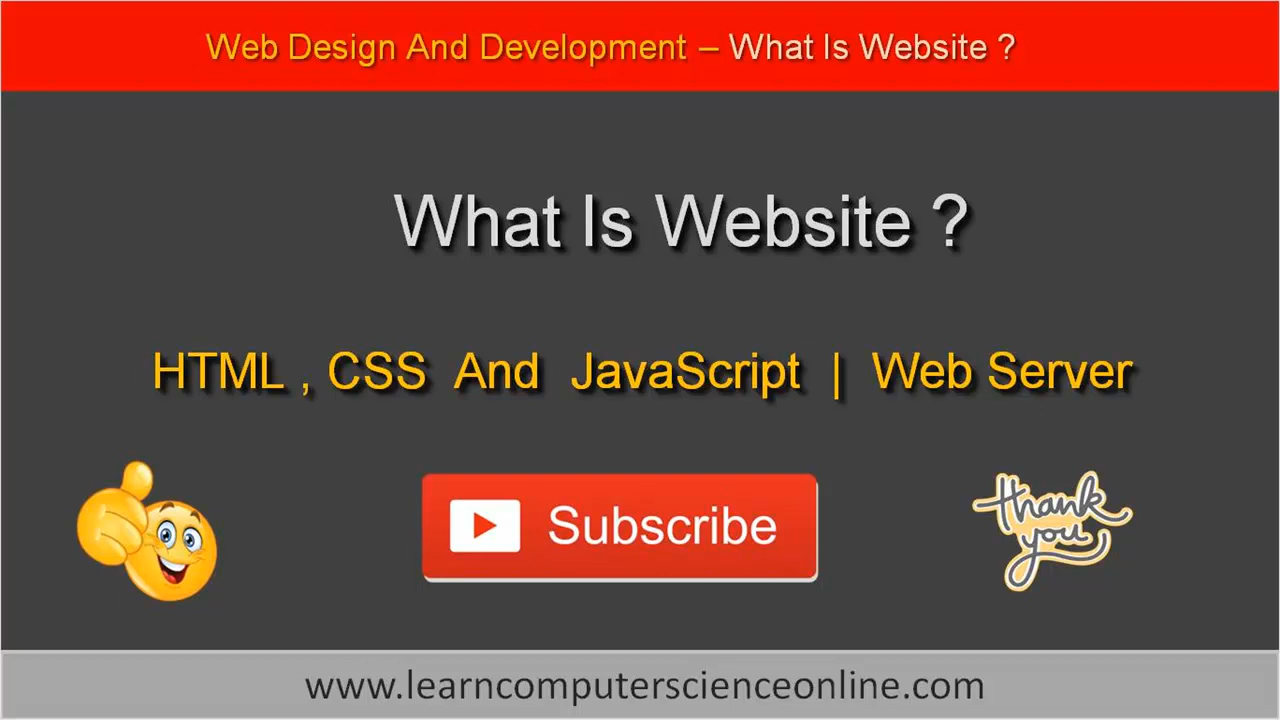 Web Design And Development – What Is Website ?
What Is Website ?
HTML , CSS And JavaScript | Web Server
Subscribe
thank
you
www.learncomputerscienceonline.com